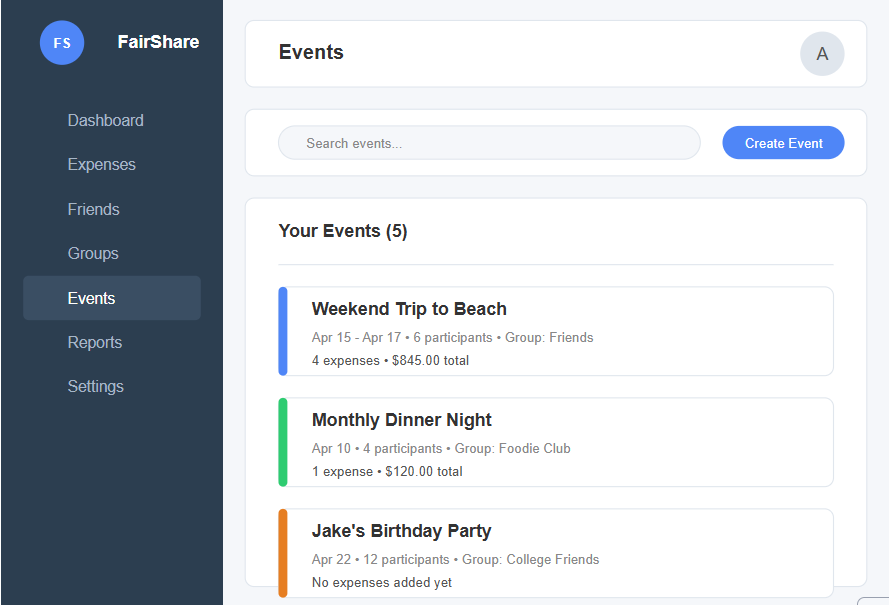 FS
FairShare
Dashboard
Expenses
Friends
Groups
Events
Reports
Settings
Events
A
Search events...
Create Event
Your Events (5)
Weekend Trip to Beach
Apr 15 - Apr 17 • 6 participants • Group: Friends
4 expenses • $845.00 total
Monthly Dinner Night
Apr 10 • 4 participants • Group: Foodie Club
1 expense • $120.00 total
Jake's Birthday Party
Apr 22 • 12 participants • Group: College Friends
No expenses added yet